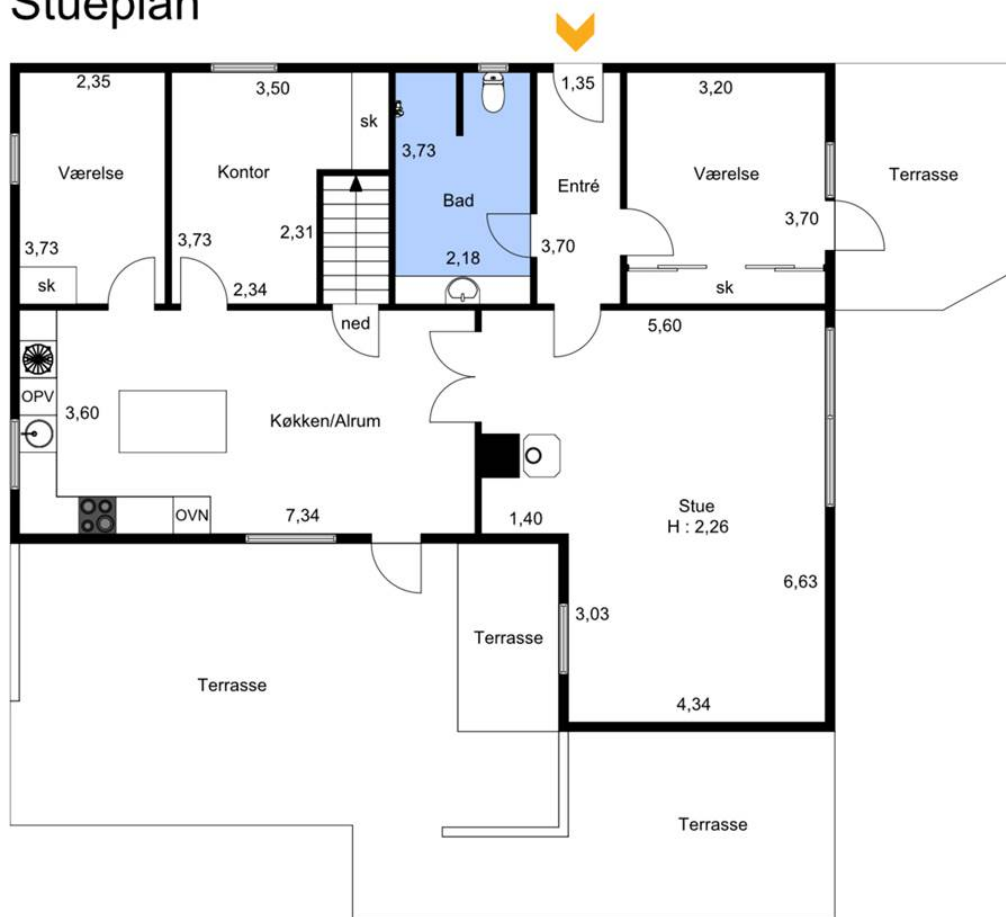 Stueplan
2,35
3,50
1,35
3,20
sk
3,73
Værelse
Kontor
Bad
Entré
Værelse
Terrasse
3,73
3,73
2,31
3,70
3,70
sk
2,34
2,18
sk
ned
5,60
OPV
3,60
Køkken/Alrum
OVN
7,34
1,40
Stue
H : 2,26
6,63
3,03
Terrasse
Terrasse
4,34
Terrasse